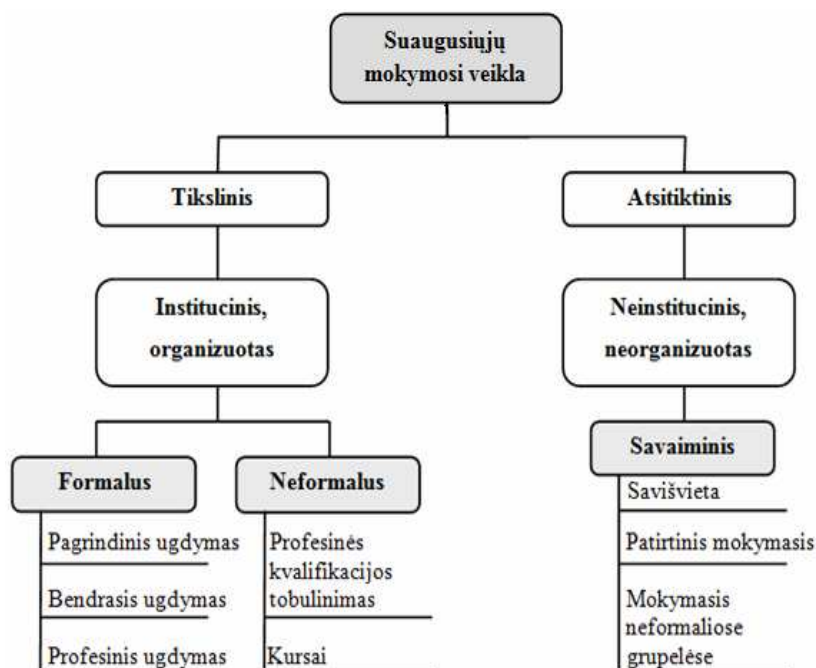 Suaugusiųjų
mokymosi veikla
Tikslinis
Atsitiktinis
Institucinis,
organizuotas
Neinstitucinis,
neorganizuotas
Formalus
Neformalus
Savaiminis
Pagrindinis ugdymas
Bendrasis ugdymas
Profesinis ugdymas
Profesinės
kvalifikacijos
tobulinimas
Kursai
Savišvieta
Patirtinis mokymasis
Mokymasis
neformaliose
grupelėse